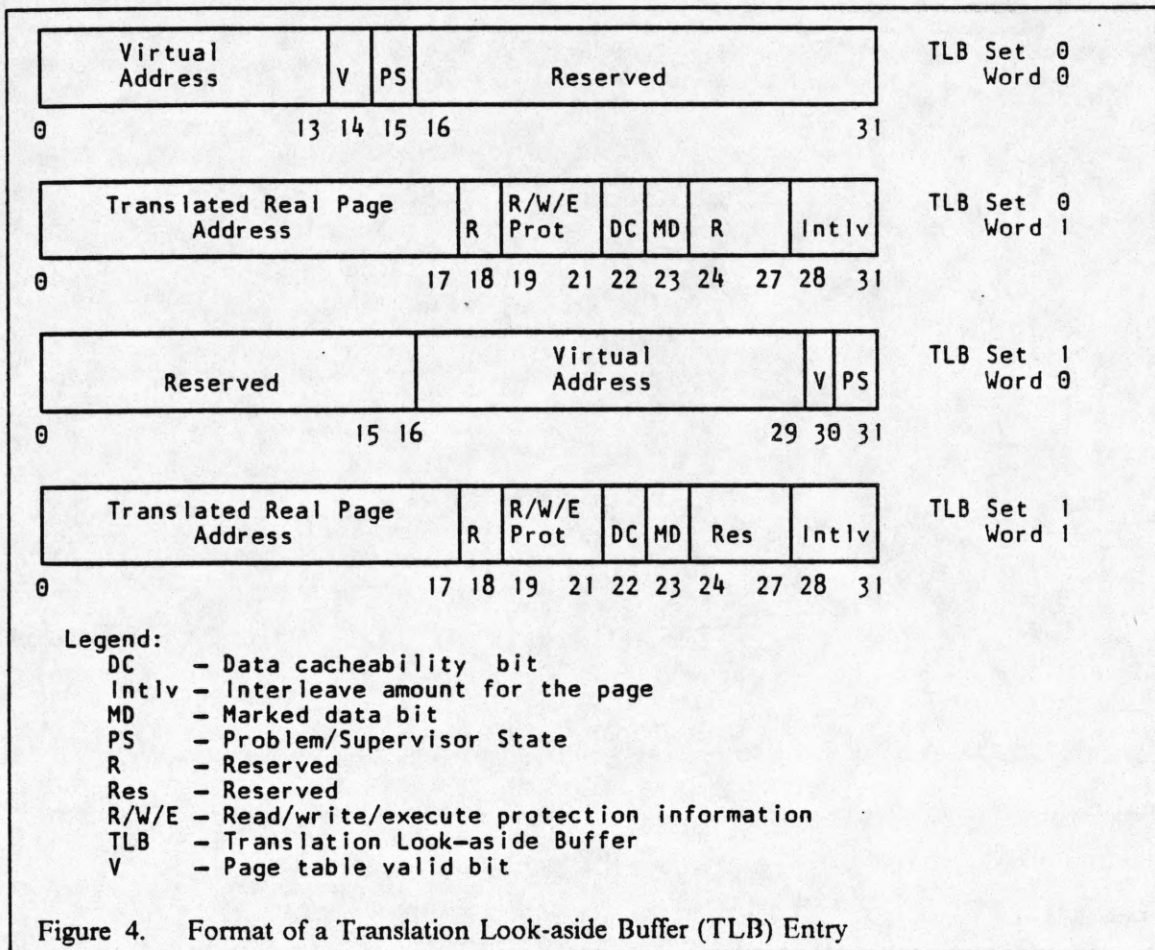 Virtual Address V PS Reserved TLB Set 0 Word 0
0 13 14 15 16 31
Translated Real Page Address R R/W/E Prot DC MD R Intlv TLB Set 0 Word 1
0 17 18 19 21 22 23 24 27 28 31
Reserved Virtual Address V PS TLB Set 1 Word 0
0 15 16 29 30 31
Translated Real Page Address R R/W/E Prot DC MD Res Intlv TLB Set 1 Word 1
0 17 18 19 21 22 23 24 27 28 31
Legend:
DC – Data cacheability bit
Intlv – Interleave amount for the page
MD – Marked data bit
PS – Problem/Supervisor State
R – Reserved
Res – Reserved
R/W/E – Read/write/execute protection information
TLB – Translation Look-aside Buffer
V – Page table valid bit
Figure 4. Format of a Translation Look-aside Buffer (TLB) Entry